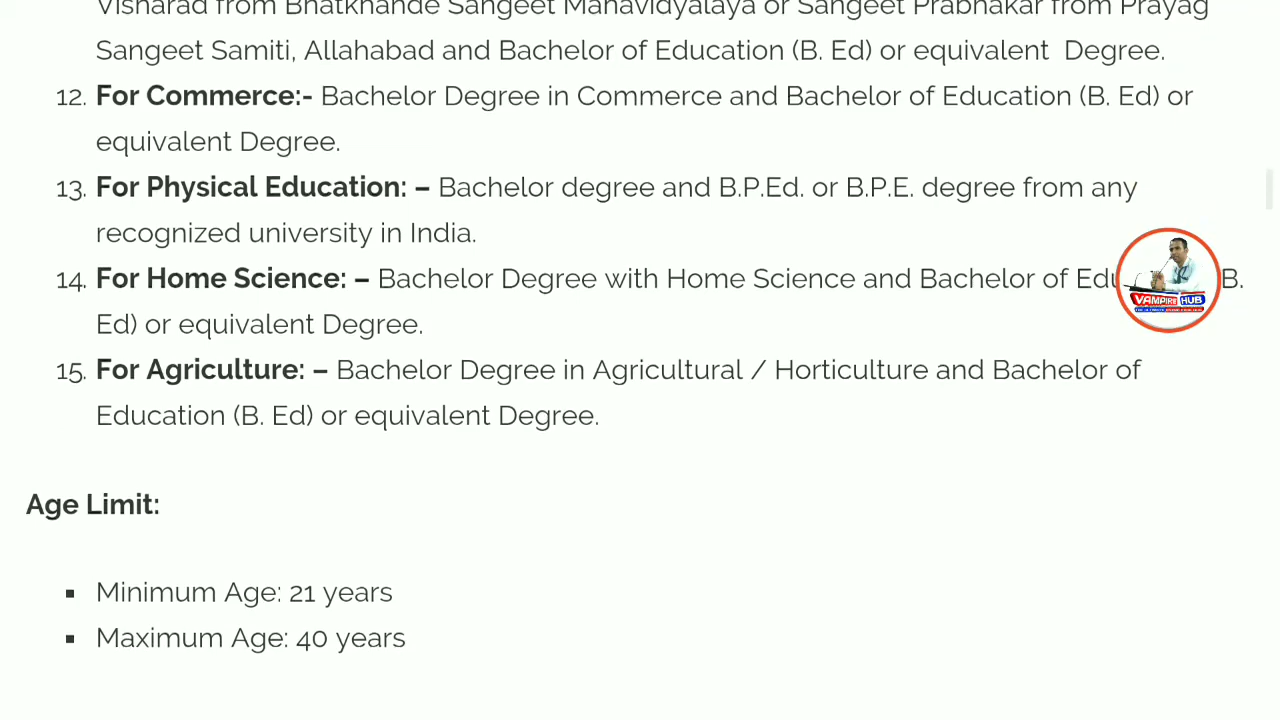 Visharad from Bhatkhande Sangeet Mahavidyalaya or Sangeet Prabhakar from Prayag
Sangeet Samiti, Allahabad and Bachelor of Education (B. Ed) or equivalent  Degree.
12. For Commerce:- Bachelor Degree in Commerce and Bachelor of Education (B. Ed) or
equivalent Degree.
13. For Physical Education: – Bachelor degree and B.P.Ed. or B.P.E. degree from any
recognized university in India.
14. For Home Science: – Bachelor Degree with Home Science and Bachelor of Edu B.
Ed) or equivalent Degree.
VAMPIRE HUB
15. For Agriculture: – Bachelor Degree in Agricultural / Horticulture and Bachelor of
Education (B. Ed) or equivalent Degree.
Age Limit:
▪ Minimum Age: 21 years
▪ Maximum Age: 40 years